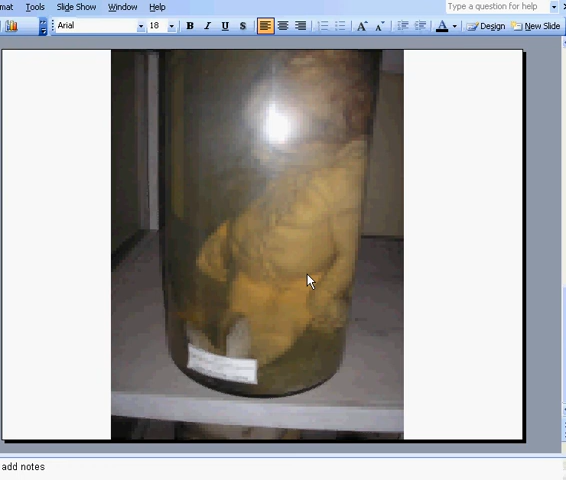 mat Tools Slide Show Window Help Type a question for help
Arial 18 B I U S A A A Design New Slide
add notes